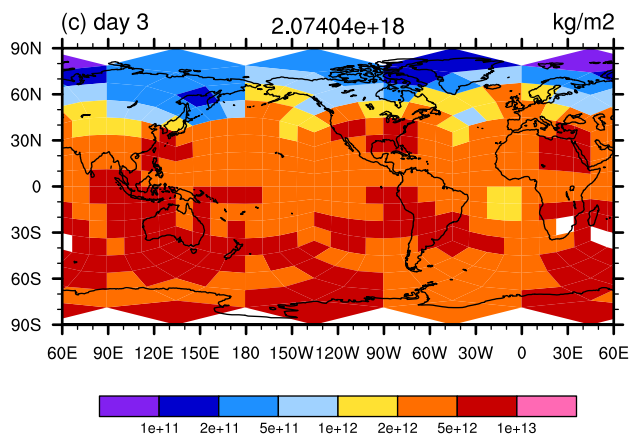 (c) day 3 2.07404e+18 kg/m2
90N
60N
30N
0
30S
60S
90S
60E 90E 120E 150E 180 150W 120W 90W 60W 30W 0 30E 60E
1e+11 2e+11 5e+11 1e+12 2e+12 5e+12 1e+13